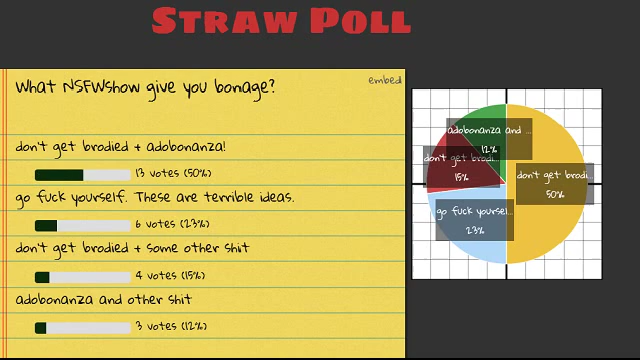 STRAW POLL
What NSFWshow give you bonage?
embed
don't get brodied + adobonanza!
13 votes (50%)
go fuck yourself. These are terrible ideas.
6 votes (23%)
don't get brodied + some other shit
4 votes (15%)
adobonanza and other shit
3 votes (12%)
adobonanza and ...
12%
don't get brodi...
15%
don't get brodi...
50%
go fuck yoursel...
23%